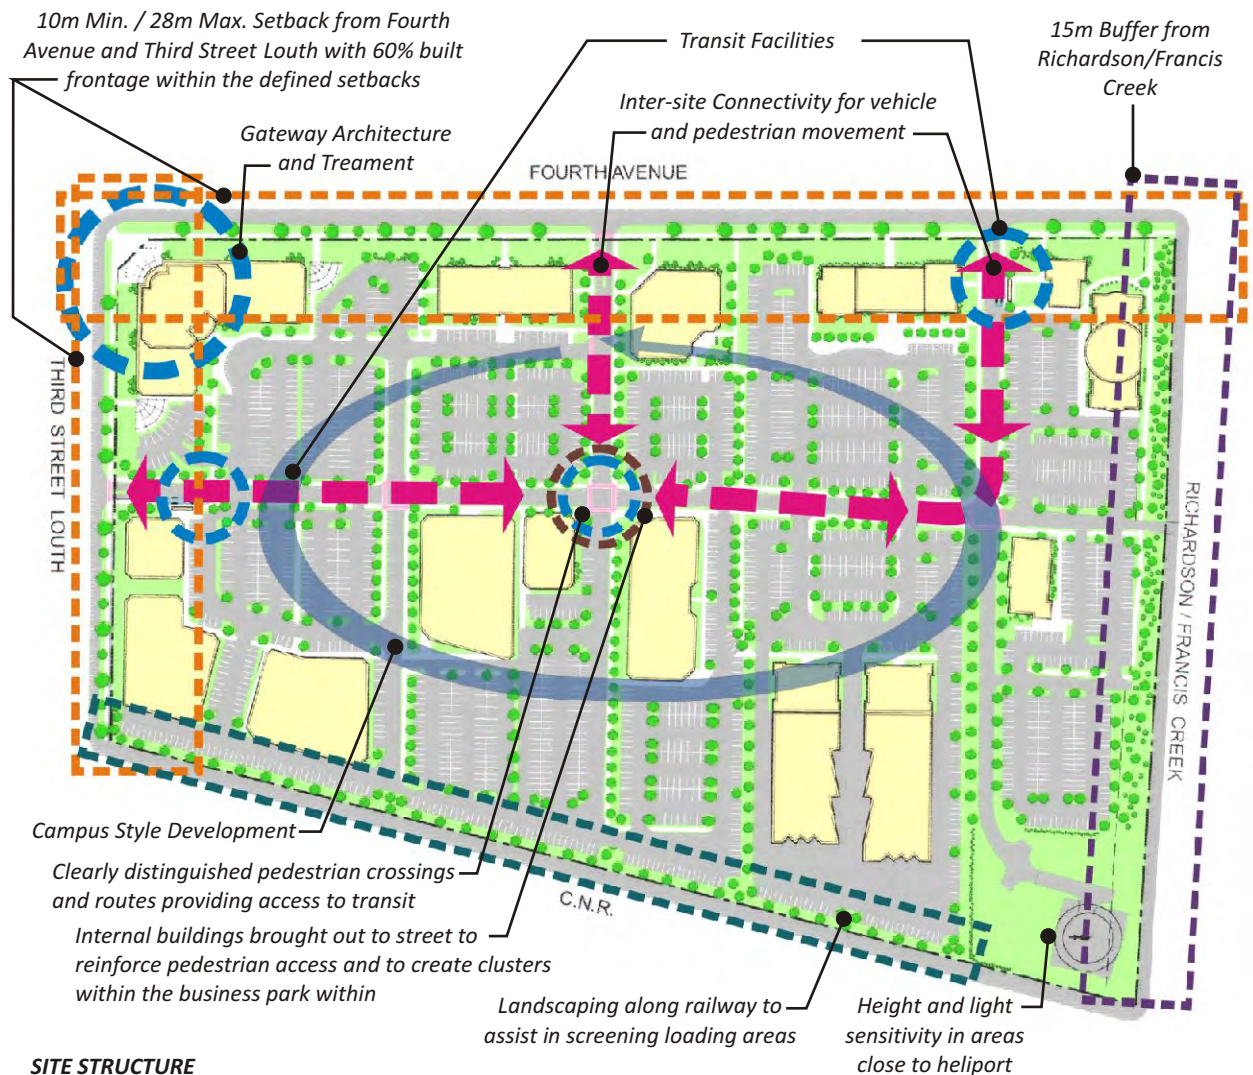 10m Min. / 28m Max. Setback from Fourth
Avenue and Third Street Louth with 60% built
frontage within the defined setbacks
Transit Facilities
15m Buffer from
Richardson/Francis
Creek
Inter-site Connectivity for vehicle
and pedestrian movement
Gateway Architecture
and Treament
FOURTH AVENUE
THIRD STREET LOUTH
RICHARDSON / FRANCIS CREEK
Campus Style Development
Clearly distinguished pedestrian crossings
and routes providing access to transit
C.N.R.
Internal buildings brought out to street to
reinforce pedestrian access and to create clusters
within the business park within
Landscaping along railway to
assist in screening loading areas
Height and light
sensitivity in areas
close to heliport
SITE STRUCTURE